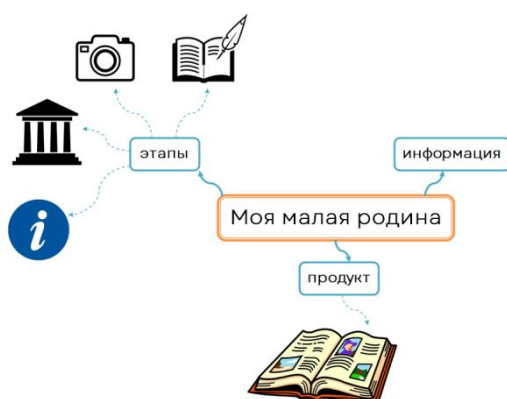 этапы
информация
Моя малая родина
продукт
i